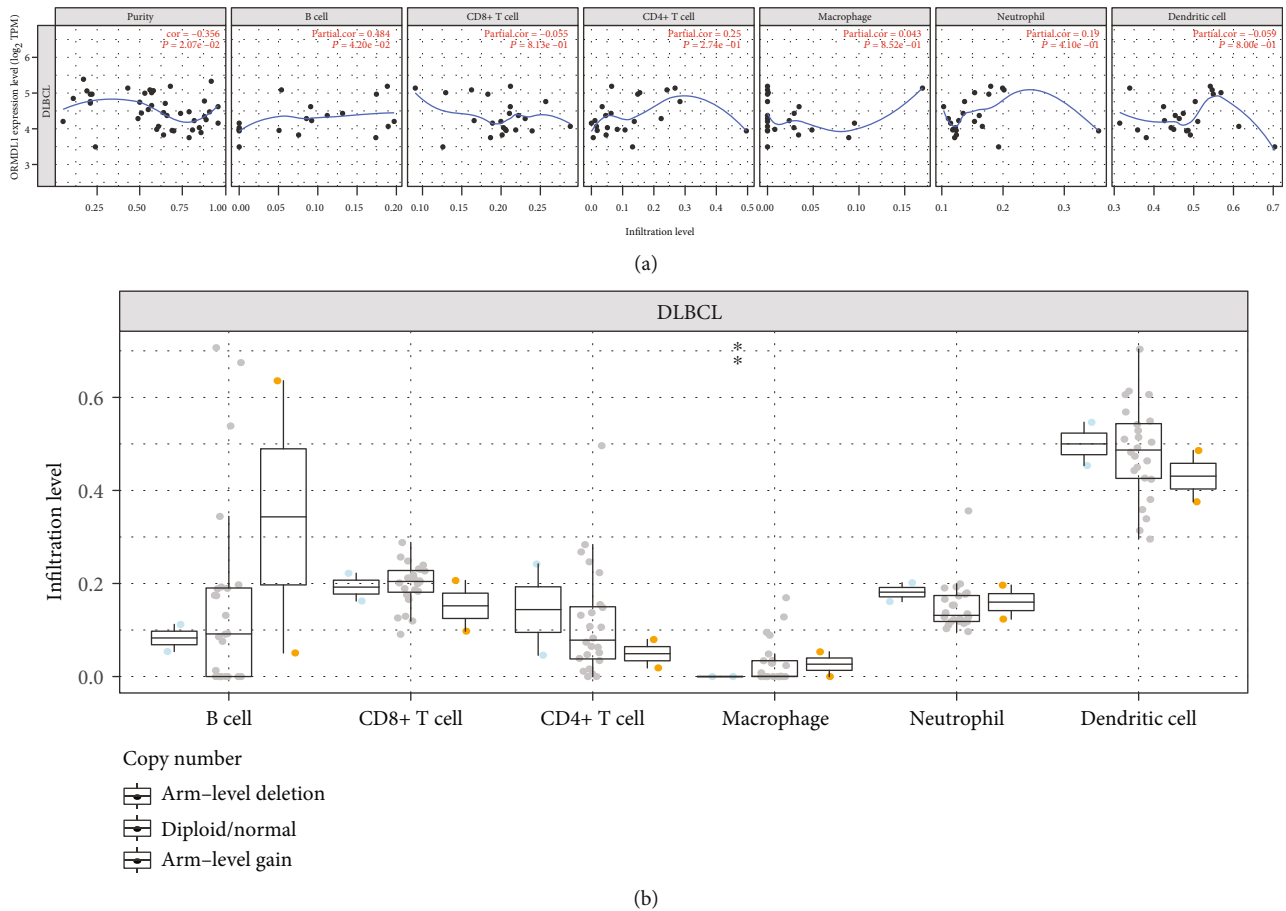 Purity
B cell
CD8+ T cell
CD4+ T cell
Macrophage
Neutrophil
Dendritic cell
cor = −0.356
P = 2.07e −02
Partial.cor = 0.484
P = 4.20e −02
Partial.cor = −0.055
P = 8.13e −01
Partial.cor = 0.25
P = 2.74e −01
Partial.cor = 0.043
P = 8.52e−01
Partial.cor = 0.19
P = 4.10e −01
Partial.cor = −0.059
P = 8.00e −01
ORMDL1 expression level (log2 TPM)
DLBCL
6
5
4
3
0.25 0.50 0.75 1.00
0.00 0.05 0.10 0.15 0.20
0.10 0.15 0.20 0.25
0.0 0.1 0.2 0.3 0.4 0.5
0.00 0.05 0.10 0.15
0.1 0.2 0.3
0.3 0.4 0.5 0.6 0.7
Infiltration level
(a)
DLBCL
*
*
Infiltration level
0.6
0.4
0.2
0.0
B cell CD8+ T cell CD4+ T cell Macrophage Neutrophil Dendritic cell
Copy number
Arm–level deletion
Diploid/normal
Arm–level gain
(b)